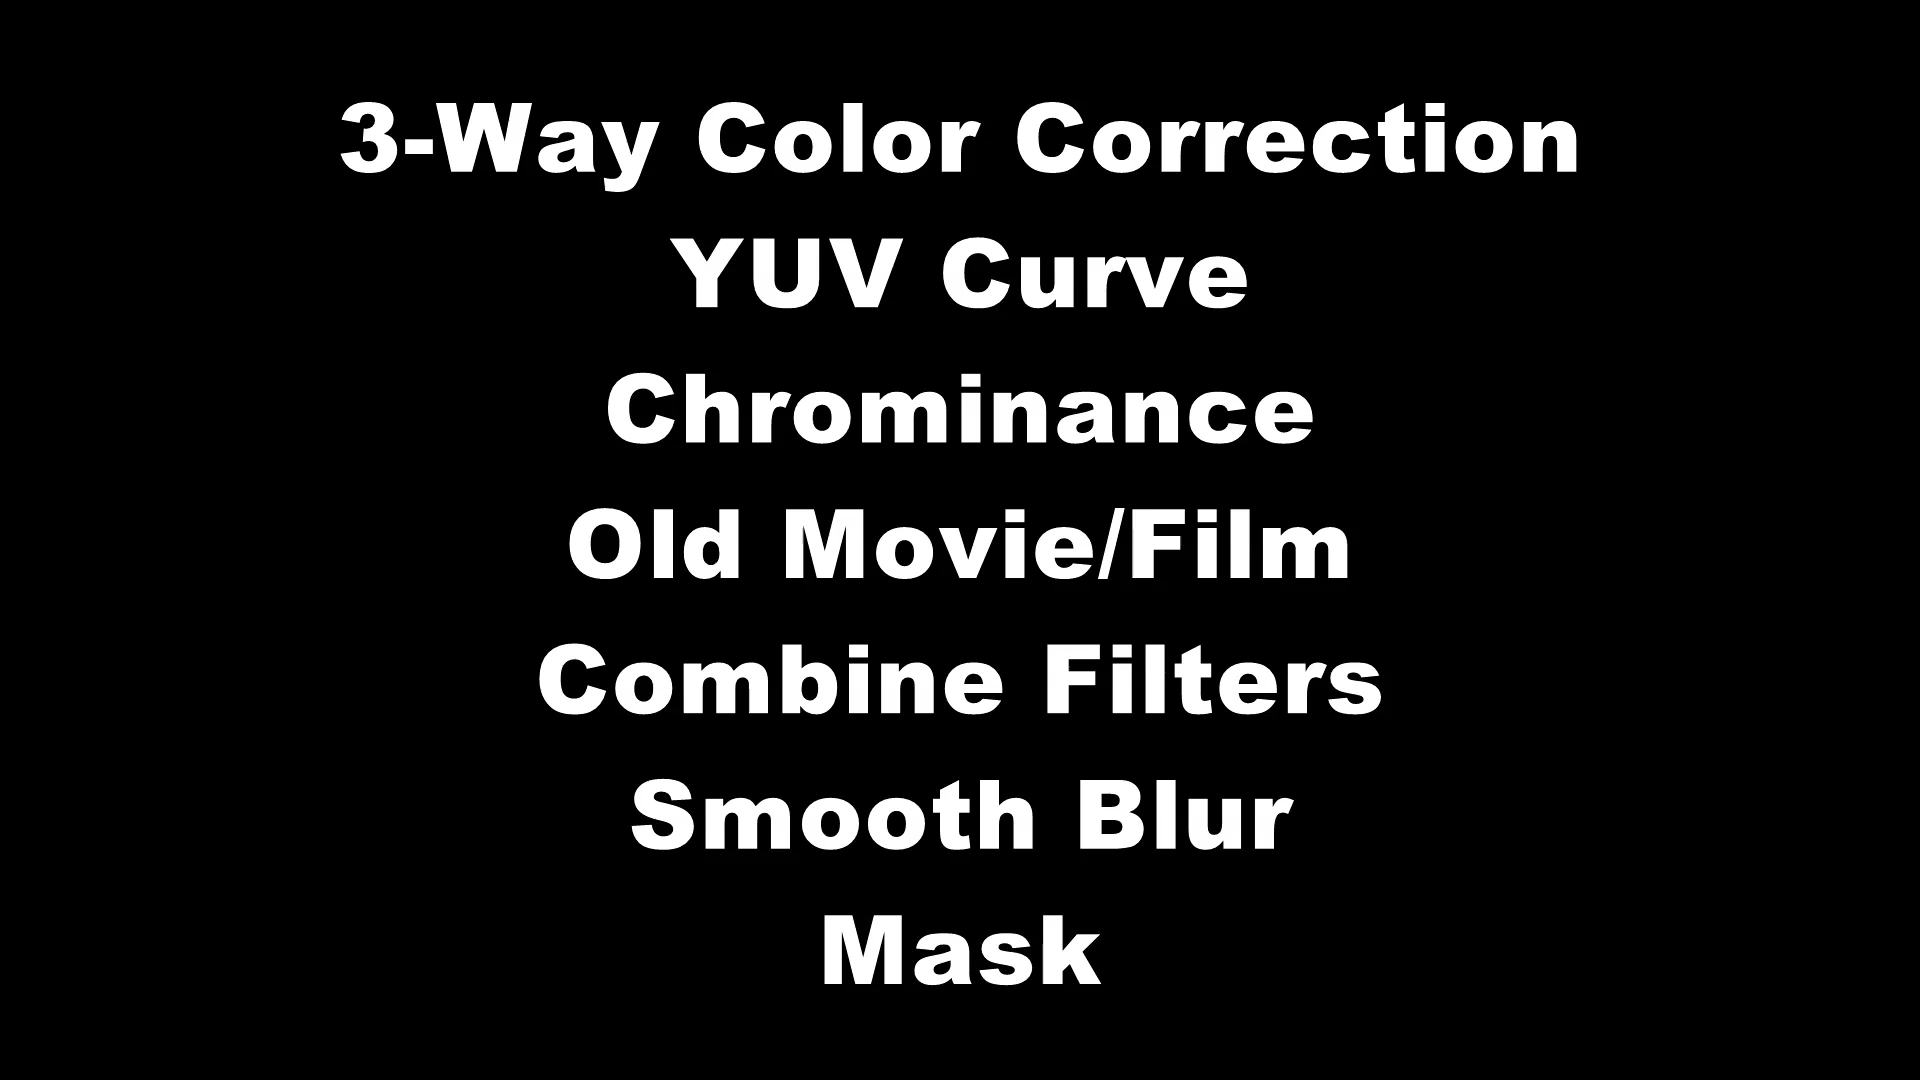 3-Way Color Correction
YUV Curve
Chrominance
Old Movie/Film
Combine Filters
Smooth Blur
Mask